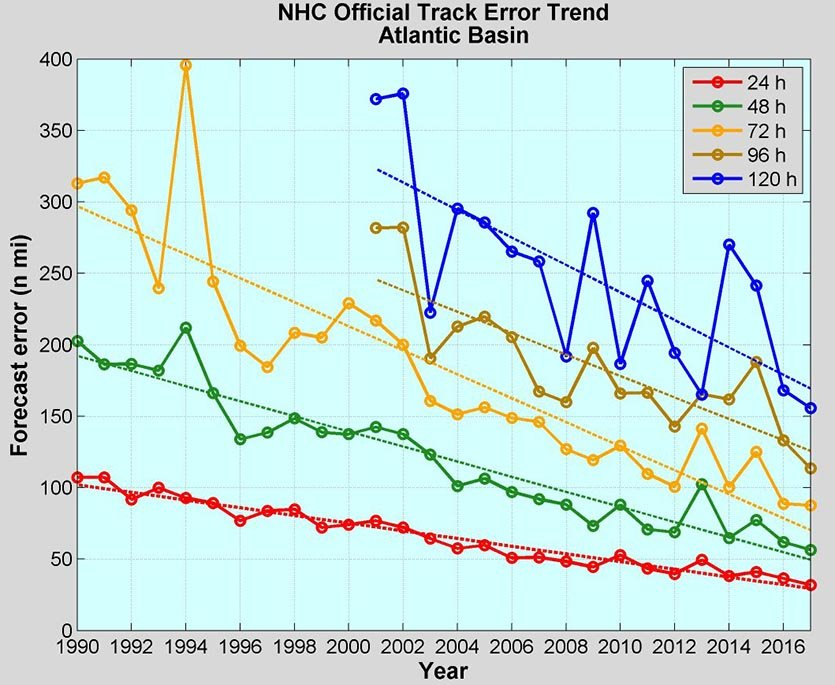 NHC Official Track Error Trend
Atlantic Basin
400
350
300
250
200
150
100
50
0
Forecast error (n mi)
24 h
48 h
72 h
96 h
120 h
1990 1992 1994 1996 1998 2000 2002 2004 2006 2008 2010 2012 2014 2016
Year